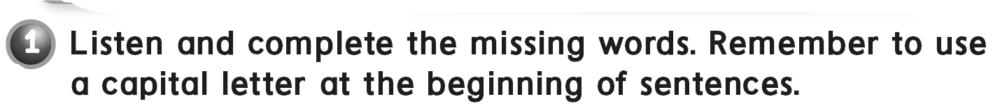 1 Listen and complete the missing words. Remember to use
a capital letter at the beginning of sentences.